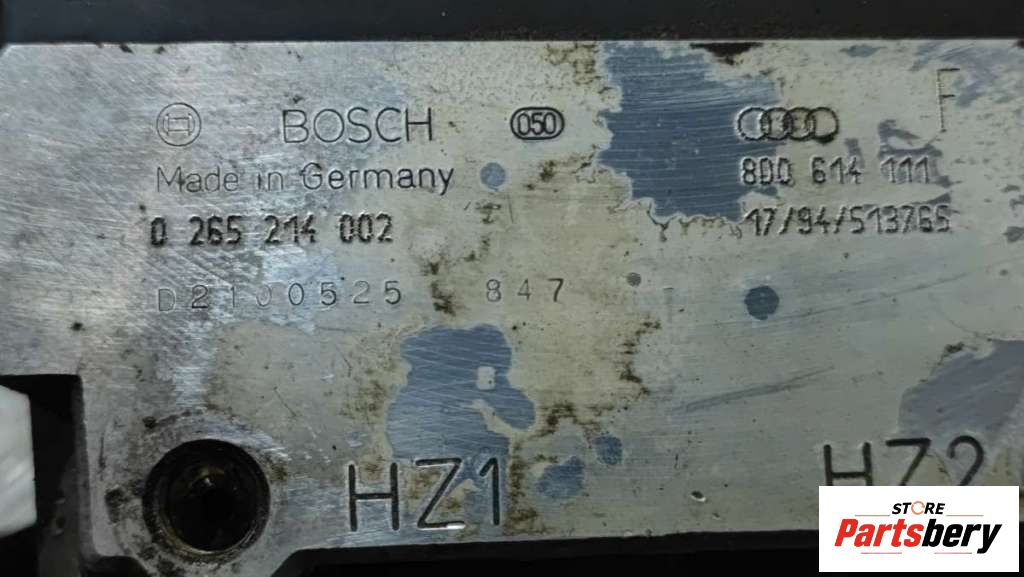 BOSCH 050 F
Made in Germany 8D0 614 111
0 265 214 002 17/94/513765
D2100525 847
HZ1 HZ2
STORE
Partsbery